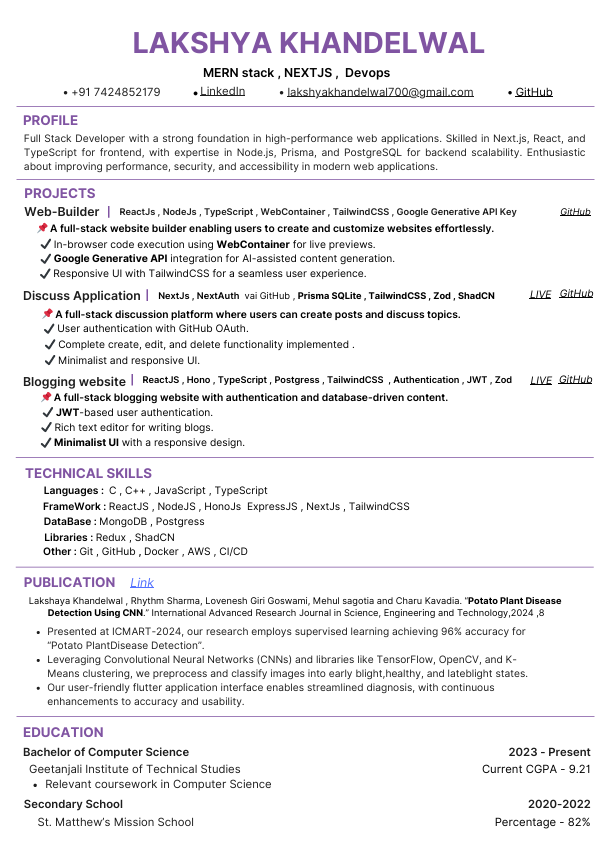 LAKSHYA KHANDELWAL
MERN stack , NEXTJS ,  Devops
• +91 7424852179 • LinkedIn • lakshyakhandelwal700@gmail.com • GitHub
PROFILE
Full Stack Developer with a strong foundation in high-performance web applications. Skilled in Next.js, React, and
TypeScript for frontend, with expertise in Node.js, Prisma, and PostgreSQL for backend scalability. Enthusiastic
about improving performance, security, and accessibility in modern web applications.
PROJECTS
Web-Builder | ReactJs , NodeJs , TypeScript , WebContainer , TailwindCSS , Google Generative API Key GitHub
📌 A full-stack website builder enabling users to create and customize websites effortlessly.
✔ In-browser code execution using WebContainer for live previews.
✔ Google Generative API integration for AI-assisted content generation.
✔ Responsive UI with TailwindCSS for a seamless user experience.
Discuss Application | NextJs , NextAuth  vai GitHub , Prisma SQLite , TailwindCSS , Zod , ShadCN LIVE GitHub
📌 A full-stack discussion platform where users can create posts and discuss topics.
✔ User authentication with GitHub OAuth.
✔ Complete create, edit, and delete functionality implemented .
✔ Minimalist and responsive UI.
Blogging website | ReactJS , Hono , TypeScript , Postgress , TailwindCSS  , Authentication , JWT , Zod LIVE GitHub
📌 A full-stack blogging website with authentication and database-driven content.
✔ JWT-based user authentication.
✔ Rich text editor for writing blogs.
✔ Minimalist UI with a responsive design.
TECHNICAL SKILLS
Languages :  C , C++ , JavaScript , TypeScript
FrameWork : ReactJS , NodeJS , HonoJs  ExpressJS , NextJs , TailwindCSS
DataBase : MongoDB , Postgress
Libraries : Redux , ShadCN
Other : Git , GitHub , Docker , AWS , CI/CD
PUBLICATION Link
Lakshaya Khandelwal , Rhythm Sharma, Lovenesh Giri Goswami, Mehul sagotia and Charu Kavadia. “Potato Plant Disease
Detection Using CNN.” International Advanced Research Journal in Science, Engineering and Technology,2024 ,8
• Presented at ICMART-2024, our research employs supervised learning achieving 96% accuracy for
“Potato PlantDisease Detection”.
• Leveraging Convolutional Neural Networks (CNNs) and libraries like TensorFlow, OpenCV, and K-
Means clustering, we preprocess and classify images into early blight,healthy, and lateblight states.
• Our user-friendly flutter application interface enables streamlined diagnosis, with continuous
enhancements to accuracy and usability.
EDUCATION
Bachelor of Computer Science 2023 - Present
Geetanjali Institute of Technical Studies Current CGPA - 9.21
• Relevant coursework in Computer Science
Secondary School 2020-2022
St. Matthew’s Mission School Percentage - 82%